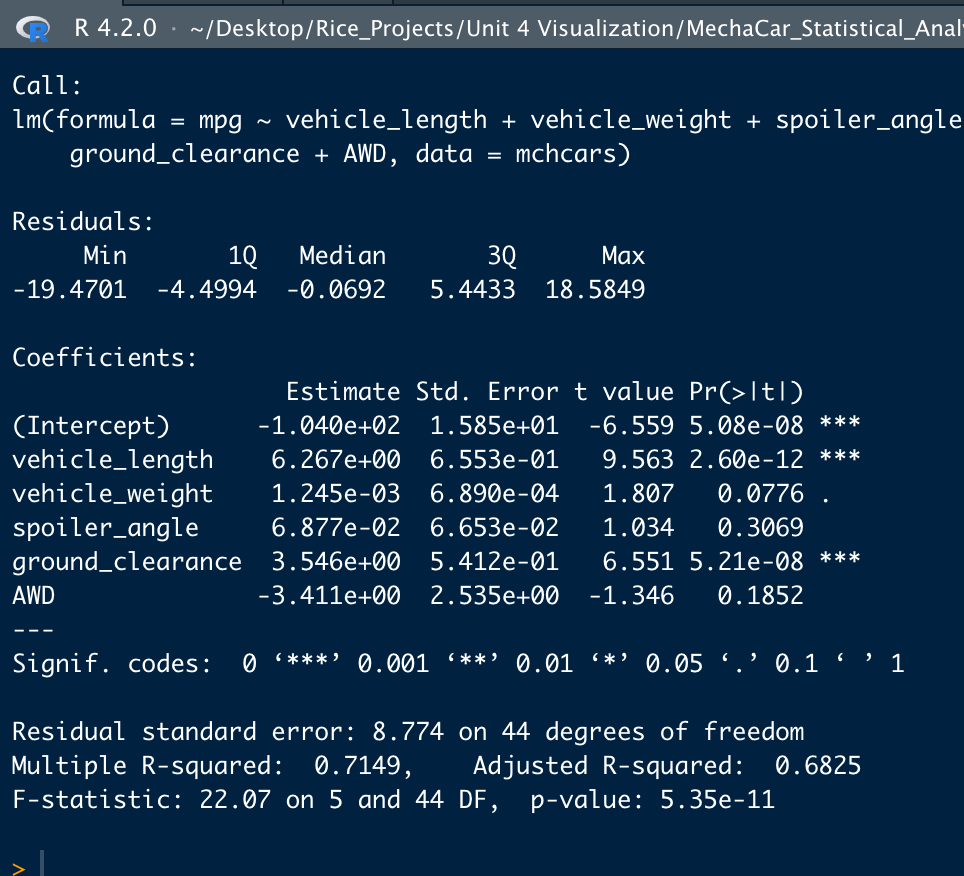 R R 4.2.0 · ~/Desktop/Rice_Projects/Unit 4 Visualization/MechaCar_Statistical_Anal
Call:
lm(formula = mpg ~ vehicle_length + vehicle_weight + spoiler_angle
    ground_clearance + AWD, data = mchcars)
Residuals:
     Min       1Q   Median       3Q      Max
-19.4701  -4.4994  -0.0692   5.4433  18.5849
Coefficients:
                   Estimate Std. Error t value Pr(>|t|)
(Intercept)      -1.040e+02  1.585e+01  -6.559 5.08e-08 ***
vehicle_length    6.267e+00  6.553e-01   9.563 2.60e-12 ***
vehicle_weight    1.245e-03  6.890e-04   1.807   0.0776 .
spoiler_angle     6.877e-02  6.653e-02   1.034   0.3069
ground_clearance  3.546e+00  5.412e-01   6.551 5.21e-08 ***
AWD              -3.411e+00  2.535e+00  -1.346   0.1852
---
Signif. codes:  0 ‘***’ 0.001 ‘**’ 0.01 ‘*’ 0.05 ‘.’ 0.1 ‘ ’ 1
Residual standard error: 8.774 on 44 degrees of freedom
Multiple R-squared:  0.7149,    Adjusted R-squared:  0.6825
F-statistic: 22.07 on 5 and 44 DF,  p-value: 5.35e-11
>